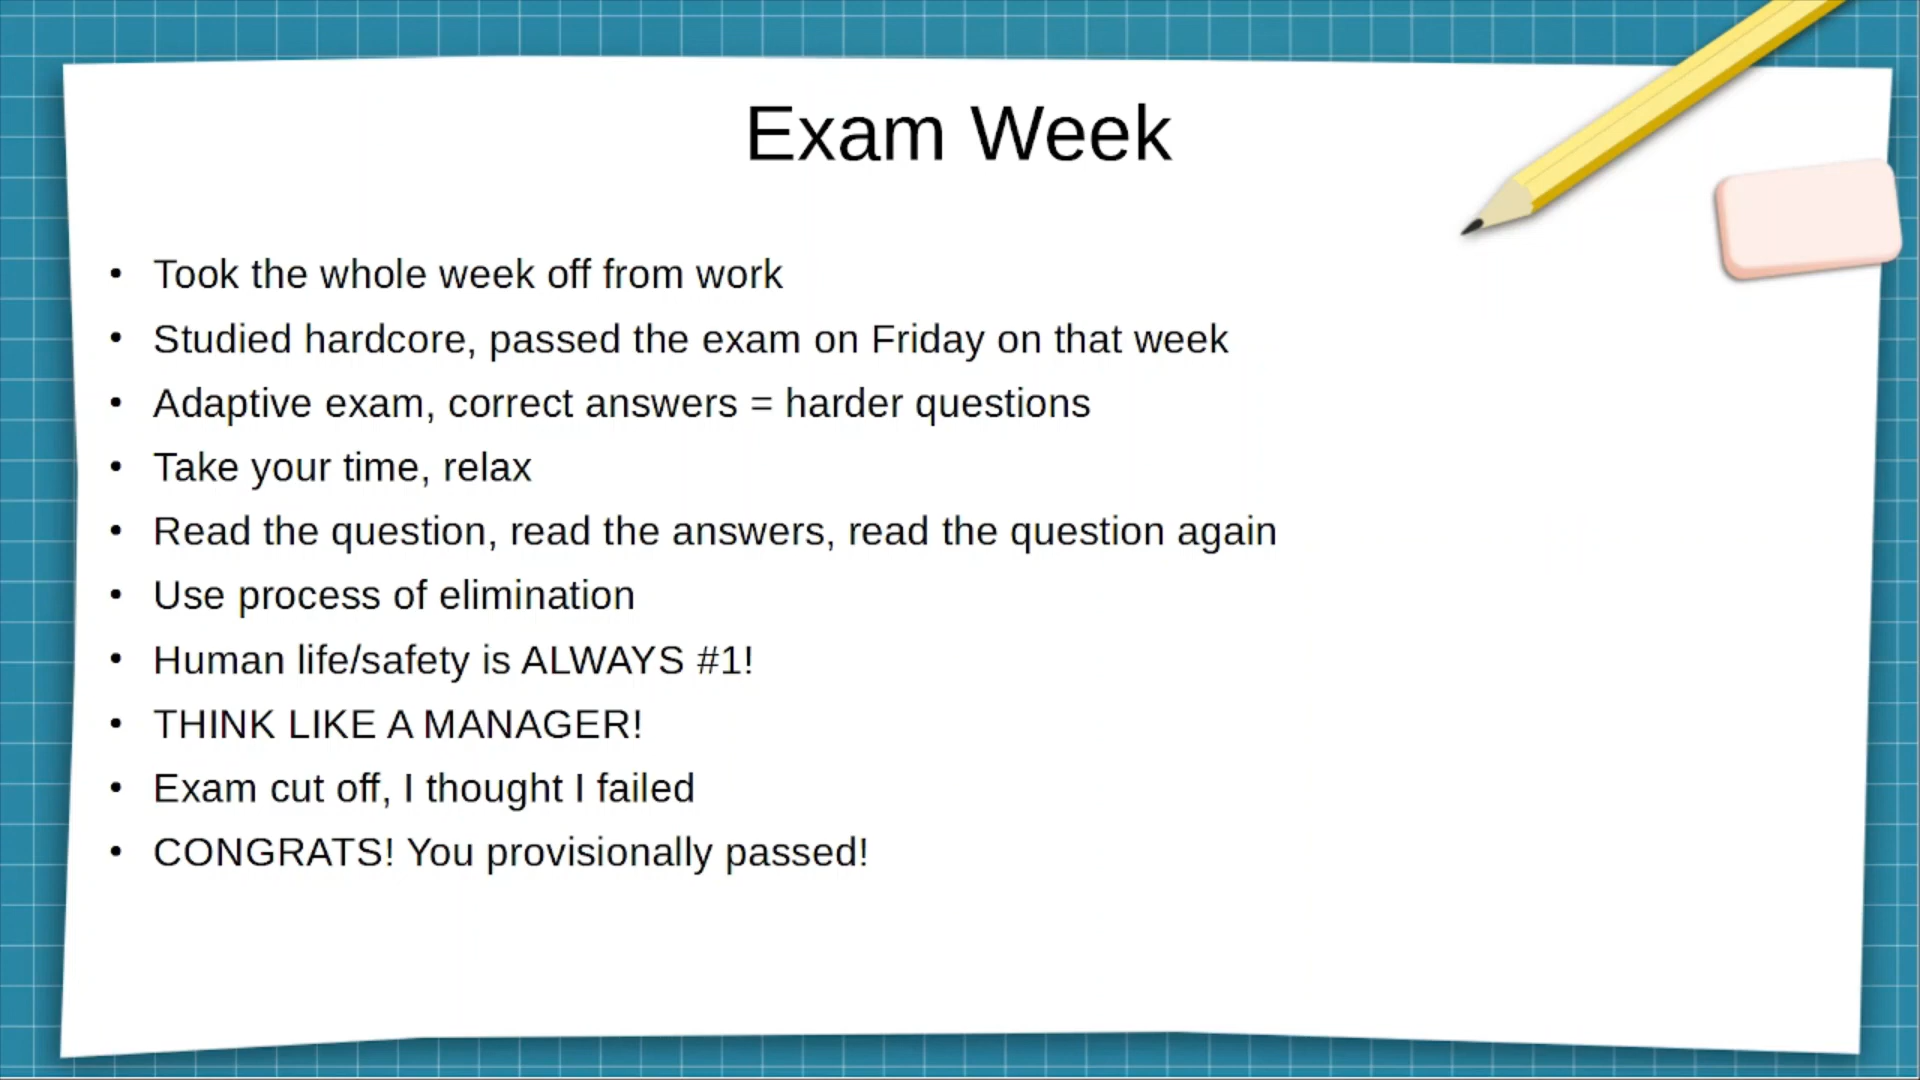 Exam Week
• Took the whole week off from work
• Studied hardcore, passed the exam on Friday on that week
• Adaptive exam, correct answers = harder questions
• Take your time, relax
• Read the question, read the answers, read the question again
• Use process of elimination
• Human life/safety is ALWAYS #1!
• THINK LIKE A MANAGER!
• Exam cut off, I thought I failed
• CONGRATS! You provisionally passed!